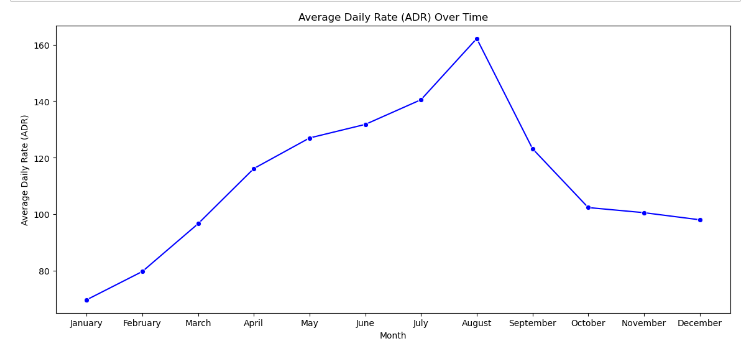 Average Daily Rate (ADR) Over Time
160
140
120
100
80
Average Daily Rate (ADR)
January February March April May June July August September October November December
Month